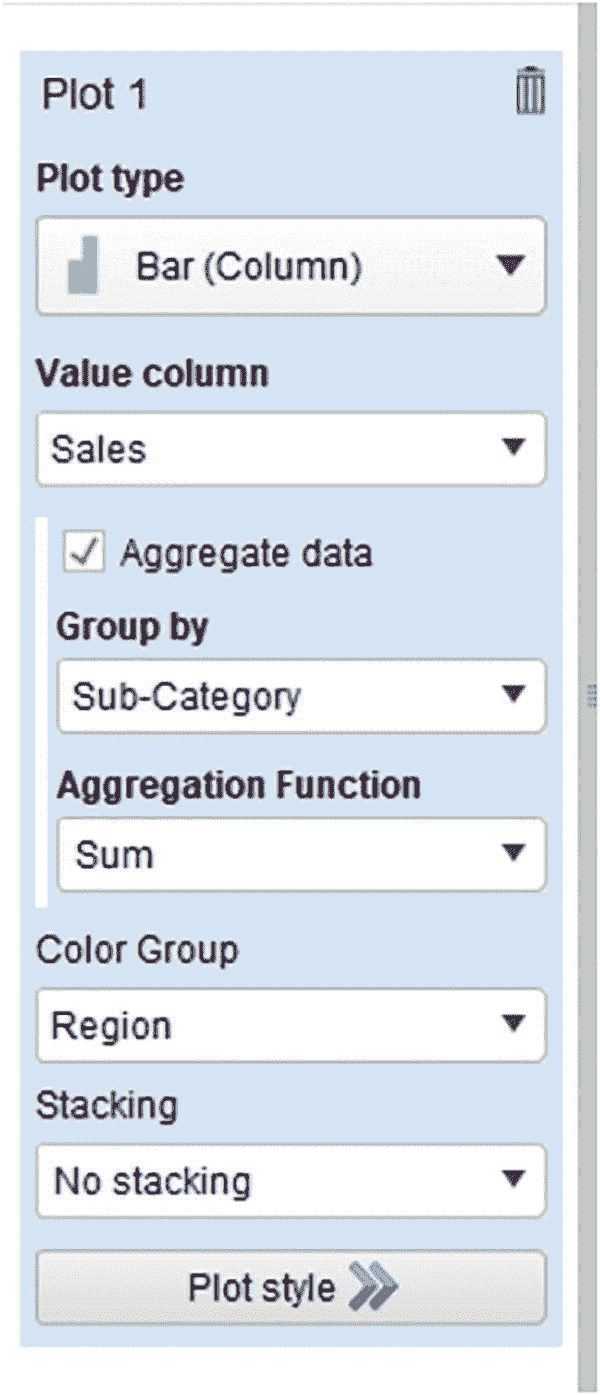 Plot 1
Plot type
Bar (Column)
Value column
Sales
Aggregate data
Group by
Sub-Category
Aggregation Function
Sum
Color Group
Region
Stacking
No stacking
Plot style